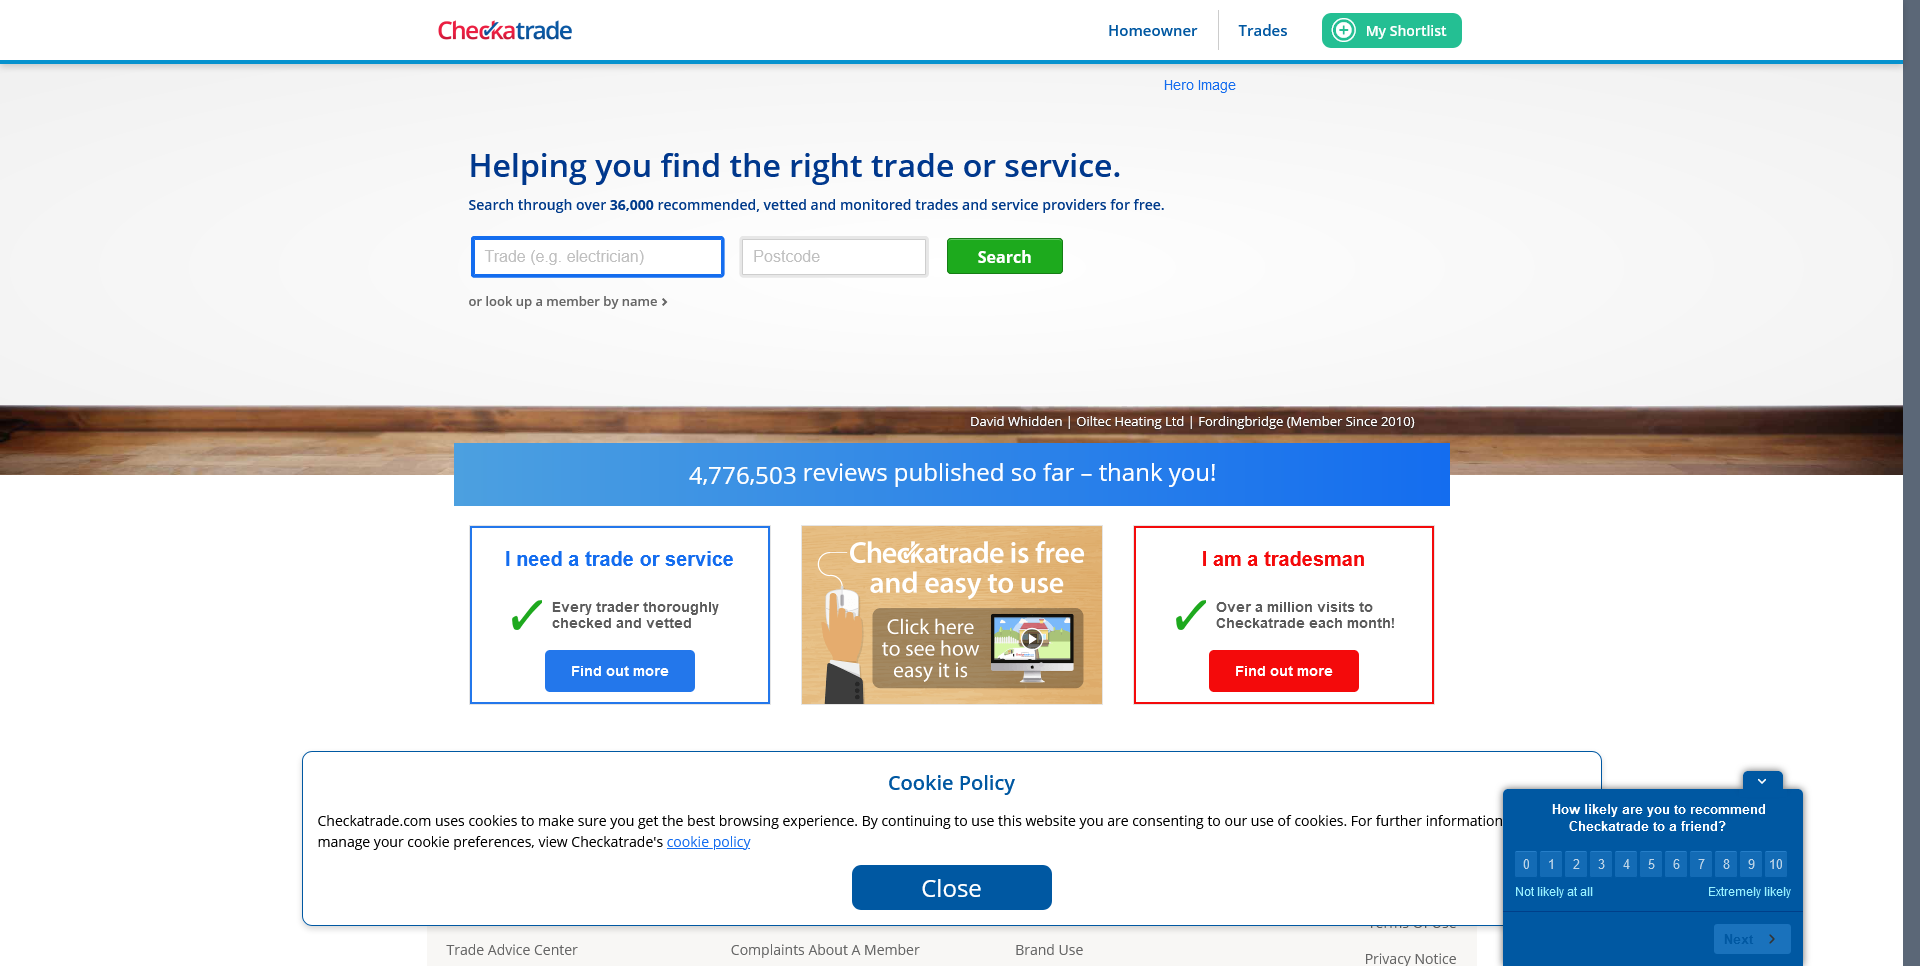 Checkatrade
Homeowner
Trades
My Shortlist
Hero Image
Helping you find the right trade or service.
Search through over 36,000 recommended, vetted and monitored trades and service providers for free.
Trade (e.g. electrician)
Postcode
Search
or look up a member by name
David Whidden | Oiltec Heating Ltd | Fordingbridge (Member Since 2010)
4,776,503 reviews published so far – thank you!
I need a trade or service
Every trader thoroughly
checked and vetted
Find out more
Checkatrade is free
and easy to use
Click here
to see how
easy it is
I am a tradesman
Over a million visits to
Checkatrade each month!
Find out more
Cookie Policy
Checkatrade.com uses cookies to make sure you get the best browsing experience. By continuing to use this website you are consenting to our use of cookies. For further information
manage your cookie preferences, view Checkatrade's cookie policy
Close
How likely are you to recommend
Checkatrade to a friend?
0 1 2 3 4 5 6 7 8 9 10
Not likely at all
Extremely likely
Next
Terms Of Use
Trade Advice Center
Complaints About A Member
Brand Use
Privacy Notice